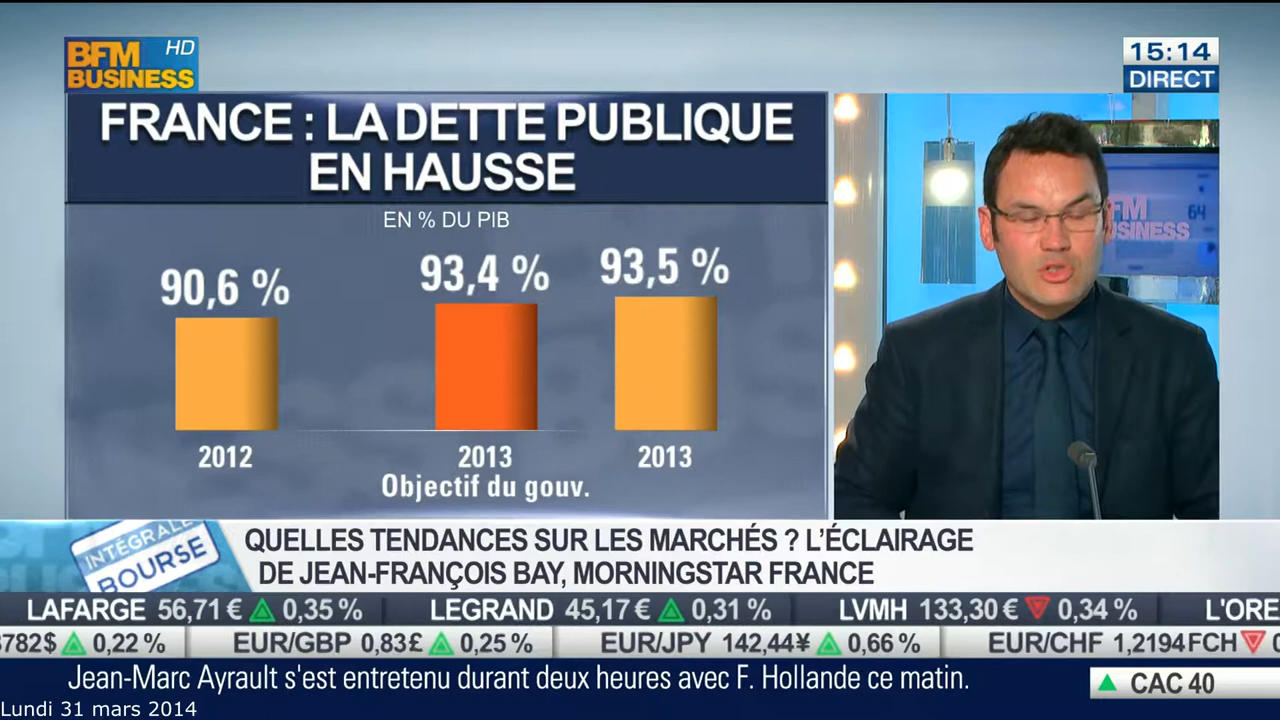 BFM HD
BUSINESS
15:14
DIRECT
FRANCE : LA DETTE PUBLIQUE
EN HAUSSE
EN % DU PIB
90,6 %
93,4 %
93,5 %
2012
2013
2013
Objectif du gouv.
BUSINESS
64
INTÉGRALE
BOURSE
QUELLES TENDANCES SUR LES MARCHÉS ? L'ÉCLAIRAGE
DE JEAN-FRANÇOIS BAY, MORNINGSTAR FRANCE
LAFARGE 56,71 € ▲ 0,35 % LEGRAND 45,17 € ▲ 0,31 % LVMH 133,30 € ▼ 0,34 % L'ORE
3782$ ▲ 0,22 % EUR/GBP 0,83£ ▲ 0,25 % EUR/JPY 142,44¥ ▲ 0,66 % EUR/CHF 1,2194FCH ▼
Jean-Marc Ayrault s'est entretenu durant deux heures avec F. Hollande ce matin.
▲ CAC 40
Lundi 31 mars 2014